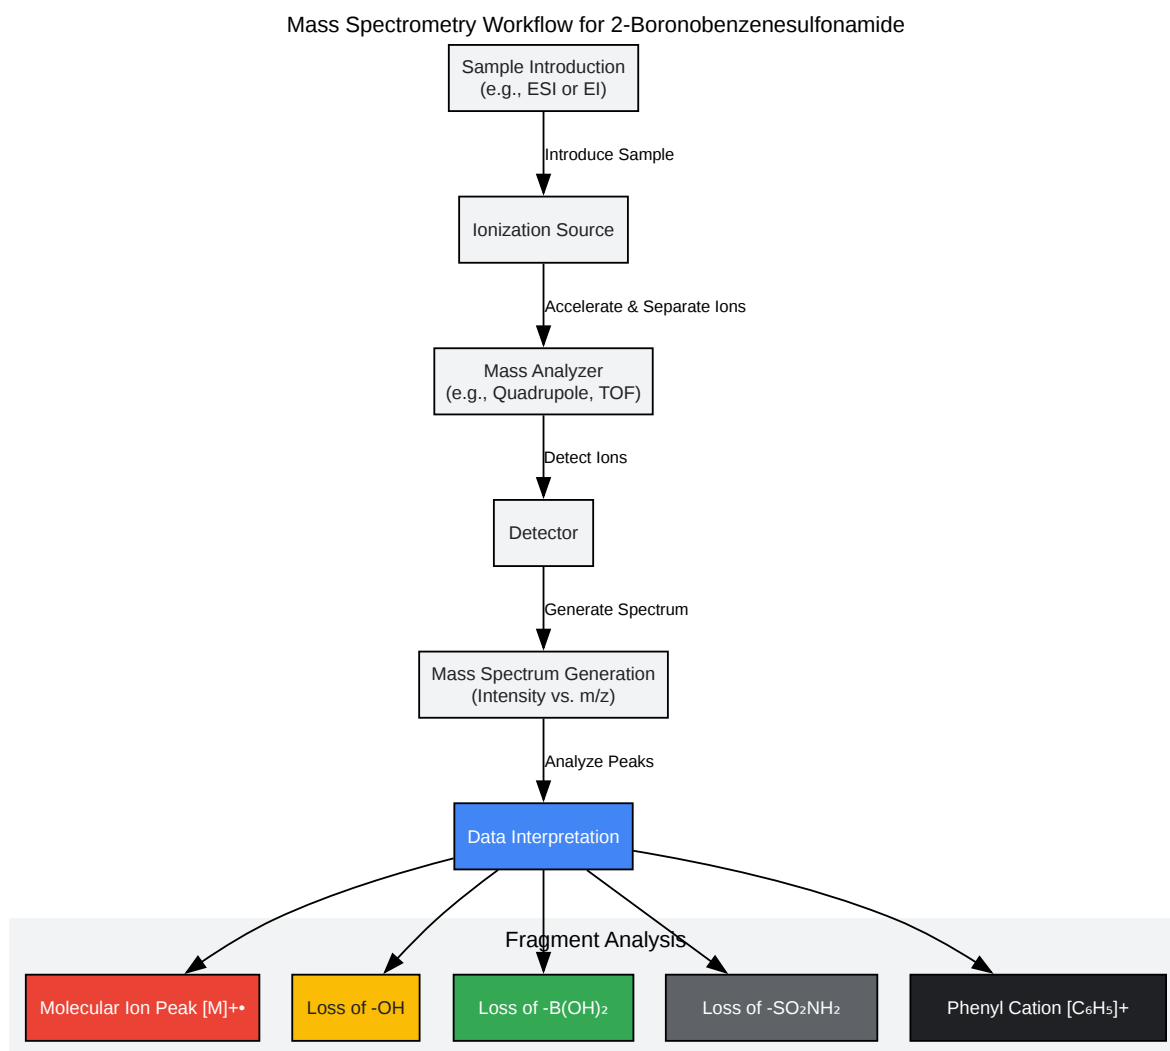 Mass Spectrometry Workflow for 2-Boronobenzenesulfonamide
Sample Introduction
(e.g., ESI or EI)
Introduce Sample
Ionization Source
Accelerate & Separate Ions
Mass Analyzer
(e.g., Quadrupole, TOF)
Detect Ions
Detector
Generate Spectrum
Mass Spectrum Generation
(Intensity vs. m/z)
Analyze Peaks
Data Interpretation
Fragment Analysis
Molecular Ion Peak [M]+•
Loss of -OH
Loss of -B(OH)₂
Loss of -SO₂NH₂
Phenyl Cation [C₆H₅]+